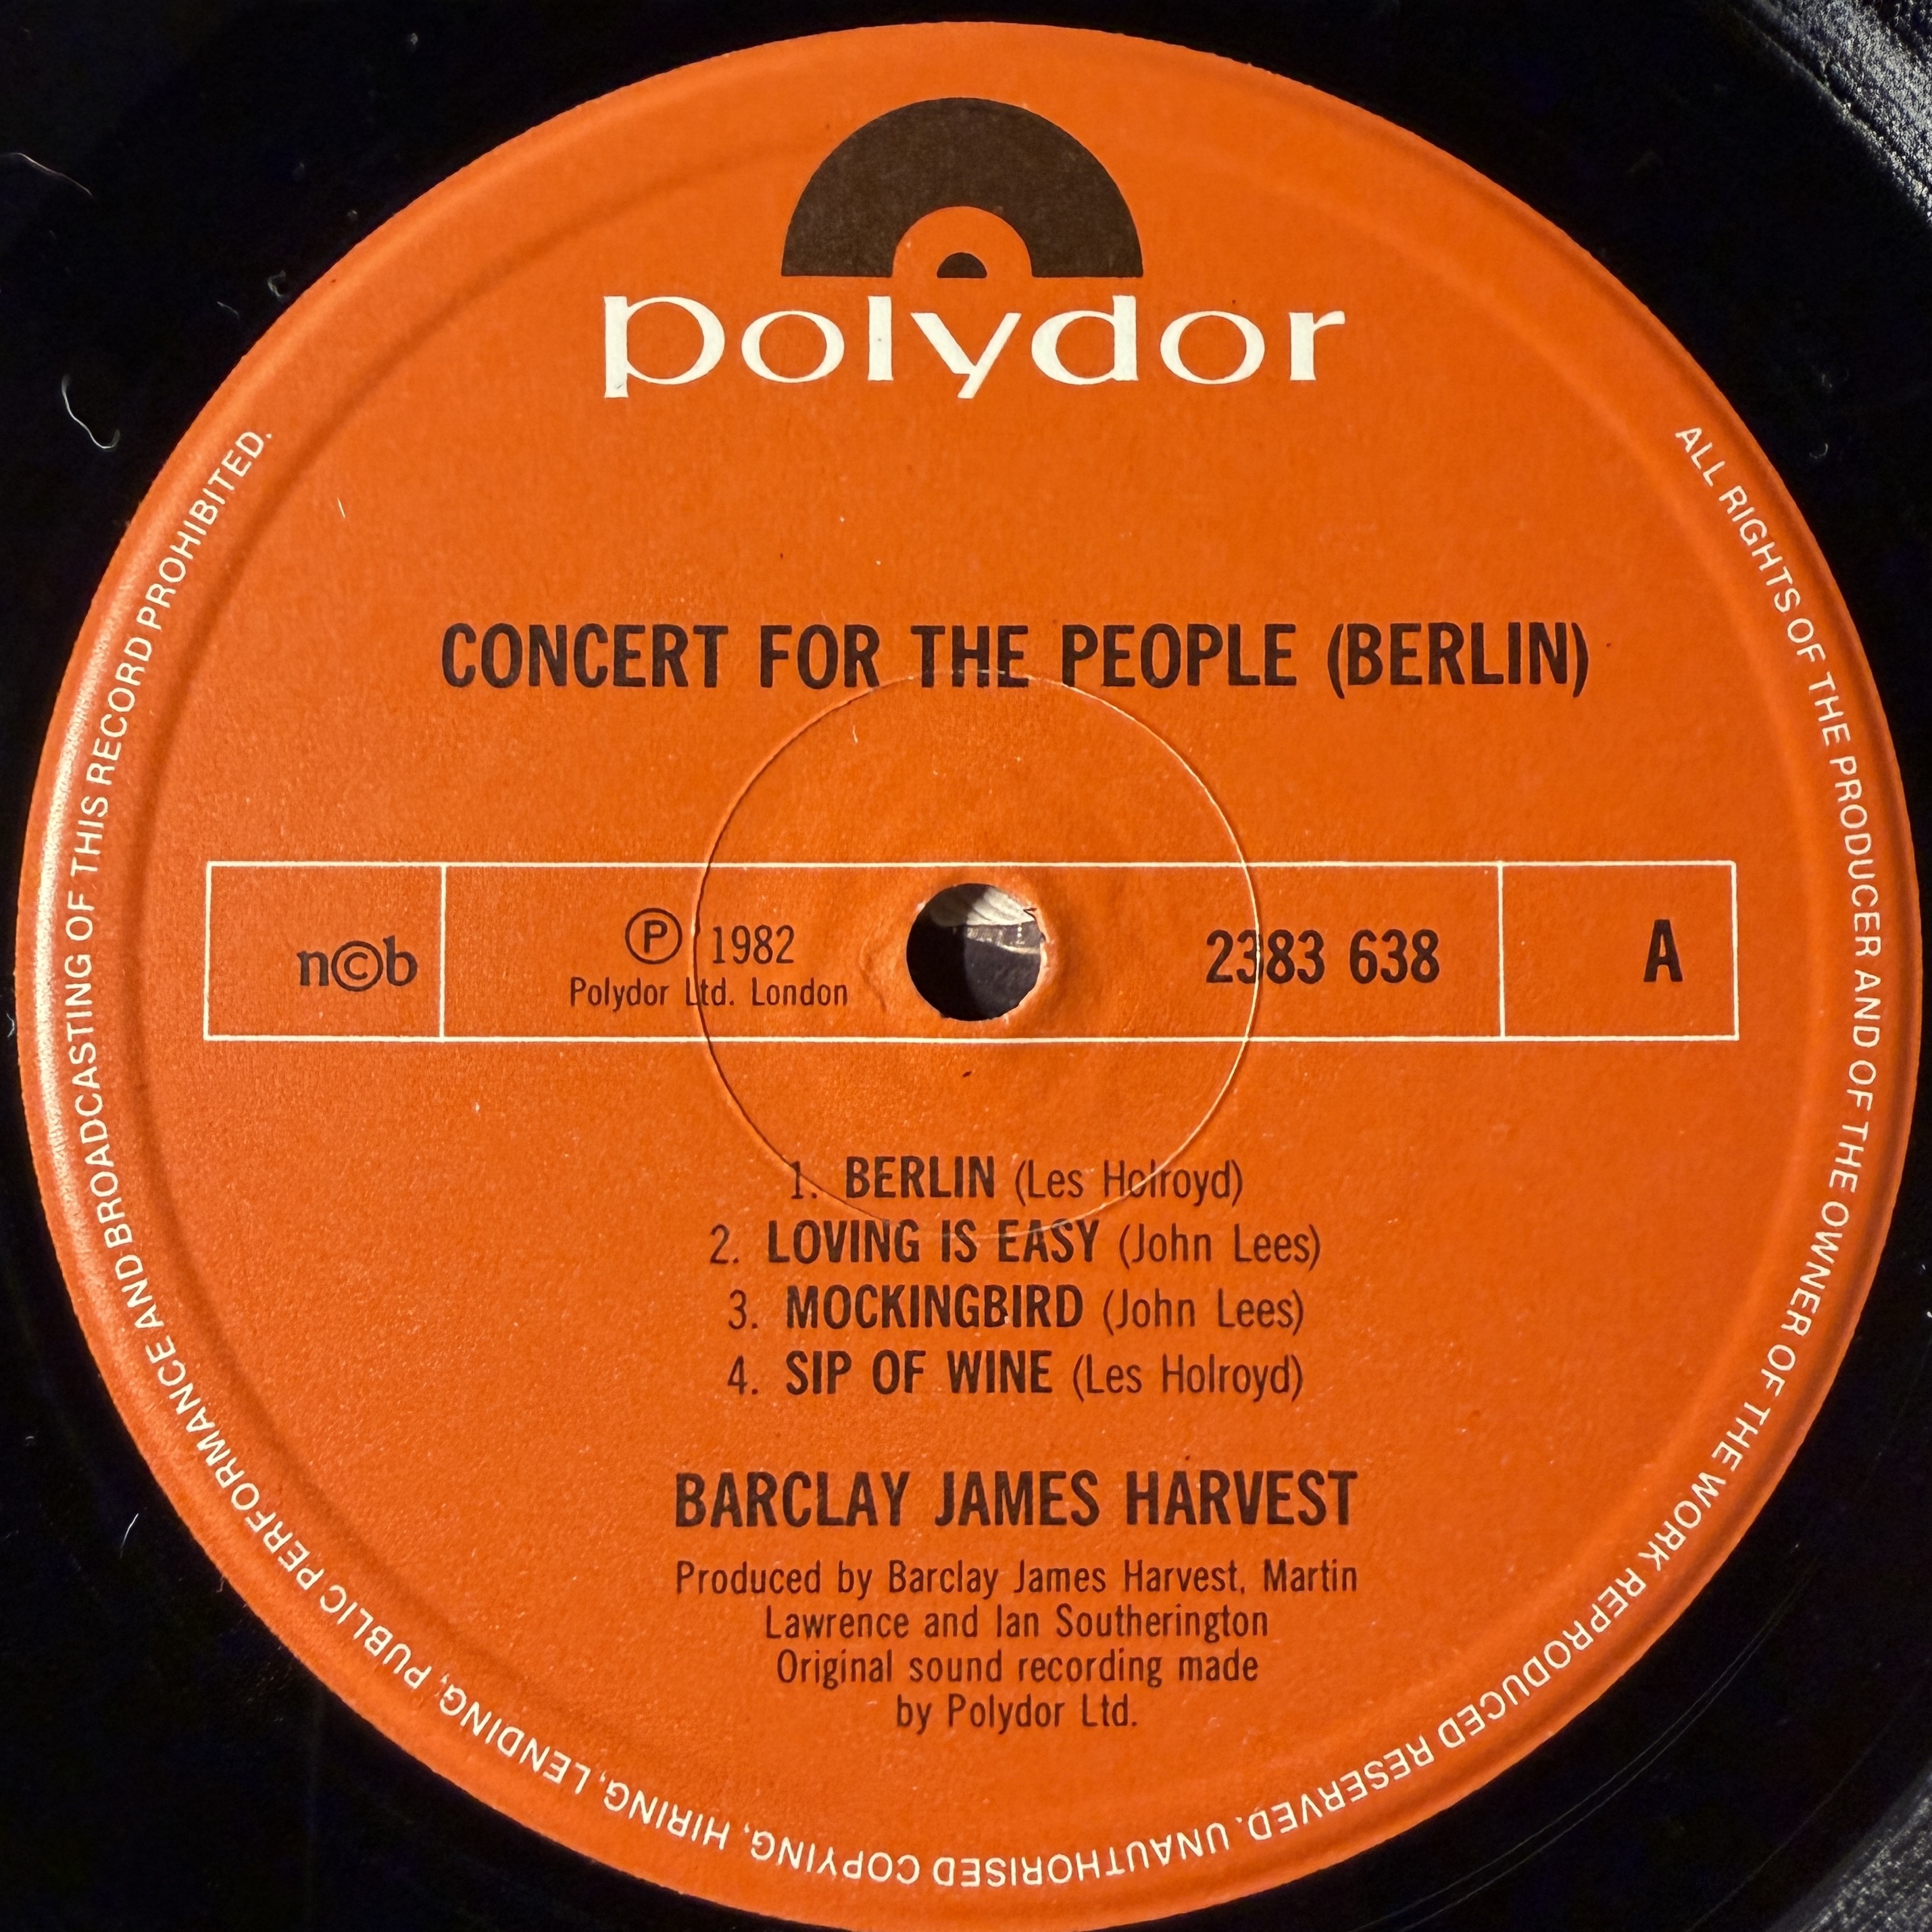 polydor
CONCERT FOR THE PEOPLE (BERLIN)
n©b
Ⓟ 1982
Polydor Ltd. London
2383 638
A
1. BERLIN (Les Holroyd)
2. LOVING IS EASY (John Lees)
3. MOCKINGBIRD (John Lees)
4. SIP OF WINE (Les Holroyd)
BARCLAY JAMES HARVEST
Produced by Barclay James Harvest, Martin
Lawrence and Ian Southerington
Original sound recording made
by Polydor Ltd.
ALL RIGHTS OF THE PRODUCER AND OF THE OWNER OF THE WORK REPRODUCED RESERVED. UNAUTHORISED COPYING, HIRING, LENDING, PUBLIC PERFORMANCE AND BROADCASTING OF THIS RECORD PROHIBITED.